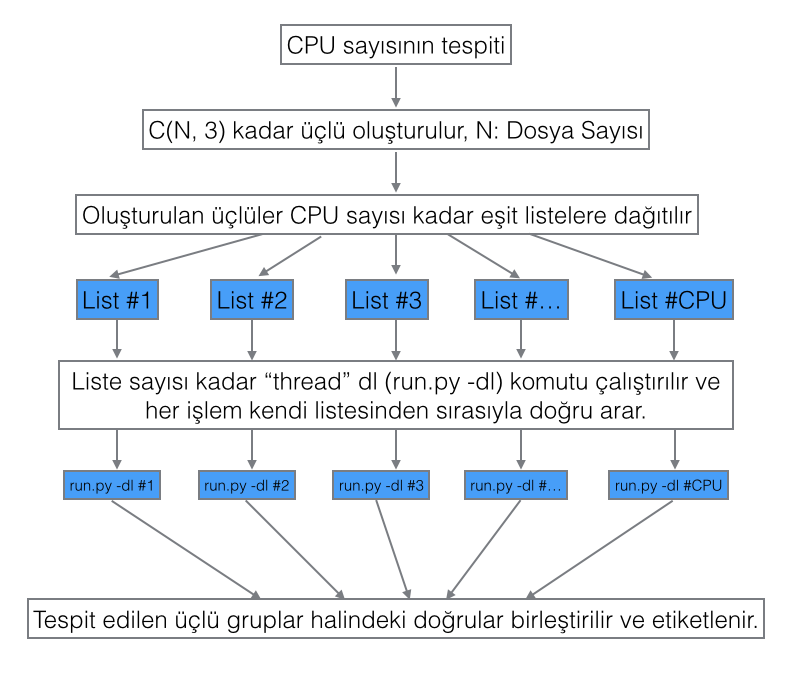 CPU sayısının tespiti
C(N, 3) kadar üçlü oluşturulur, N: Dosya Sayısı
Oluşturulan üçlüler CPU sayısı kadar eşit listelere dağıtılır
List #1
List #2
List #3
List #...
List #CPU
Liste sayısı kadar “thread” dl (run.py -dl) komutu çalıştırılır ve
her işlem kendi listesinden sırasıyla doğru arar.
run.py -dl #1
run.py -dl #2
run.py -dl #3
run.py -dl #...
run.py -dl #CPU
Tespit edilen üçlü gruplar halindeki doğrular birleştirilir ve etiketlenir.